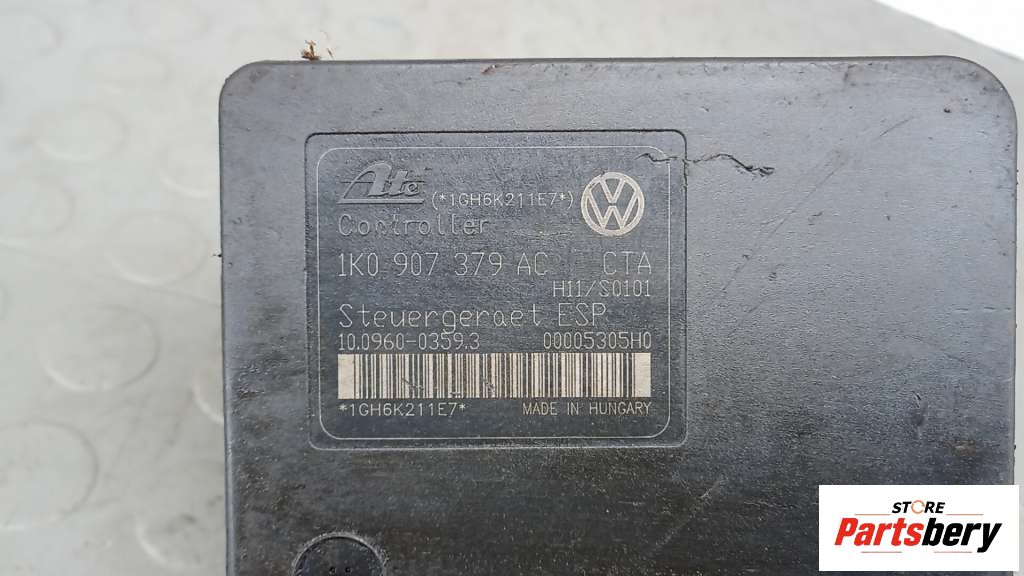 Ate (*1GH6K211E7*)
Controller
1K0 907 379 AC CTA
H11/S0101
Steuergeraet ESP
10.0960-0359.3 00005305H0
*1GH6K211E7* MADE IN HUNGARY
STORE
Partsbery